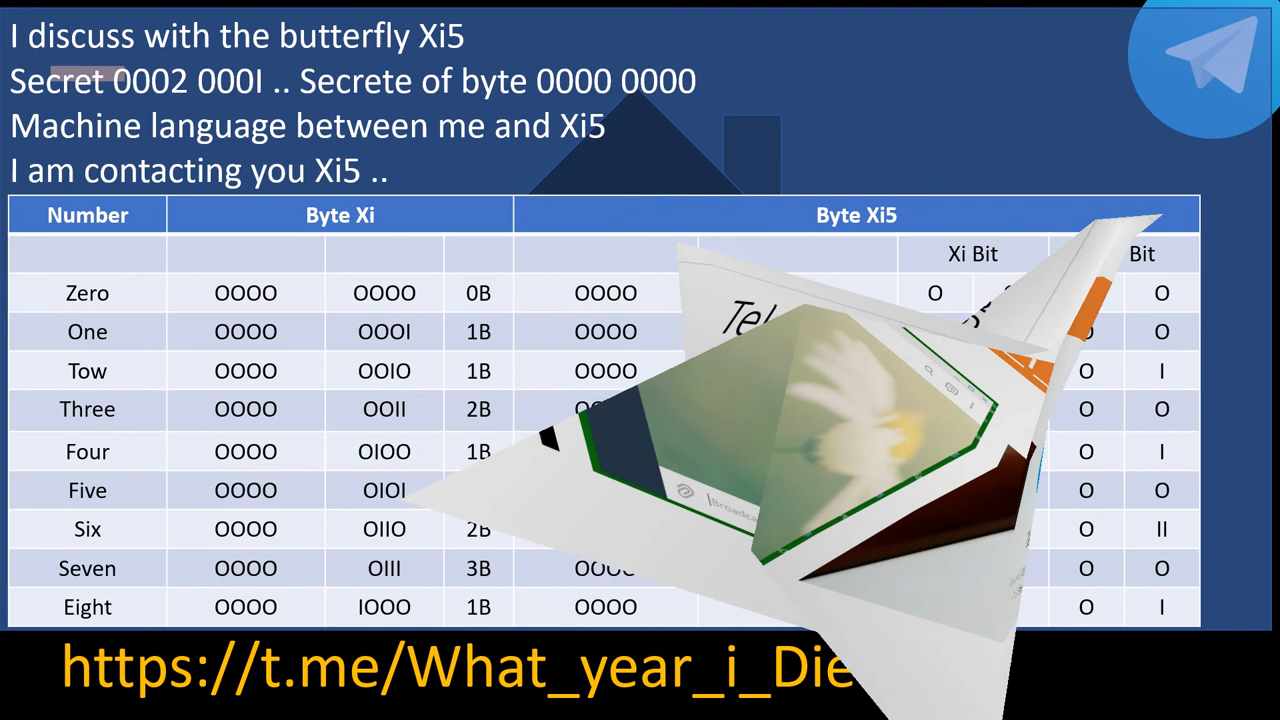 I discuss with the butterfly Xi5
Secret 0002 000I .. Secrete of byte 0000 0000
Machine language between me and Xi5
I am contacting you Xi5 ..
Number Byte Xi Byte Xi5
Xi Bit Bit
Zero OOOO OOOO 0B OOOO O O
One OOOO OOOI 1B OOOO O
Tow OOOO OOIO 1B OOOO O I
Three OOOO OOII 2B O O
Four OOOO OIOO 1B O I
Five OOOO OIOI O O
Six OOOO OIIO 2B O II
Seven OOOO OIII 3B OOOO O O
Eight OOOO IOOO 1B OOOO O I
https://t.me/What_year_i_Die